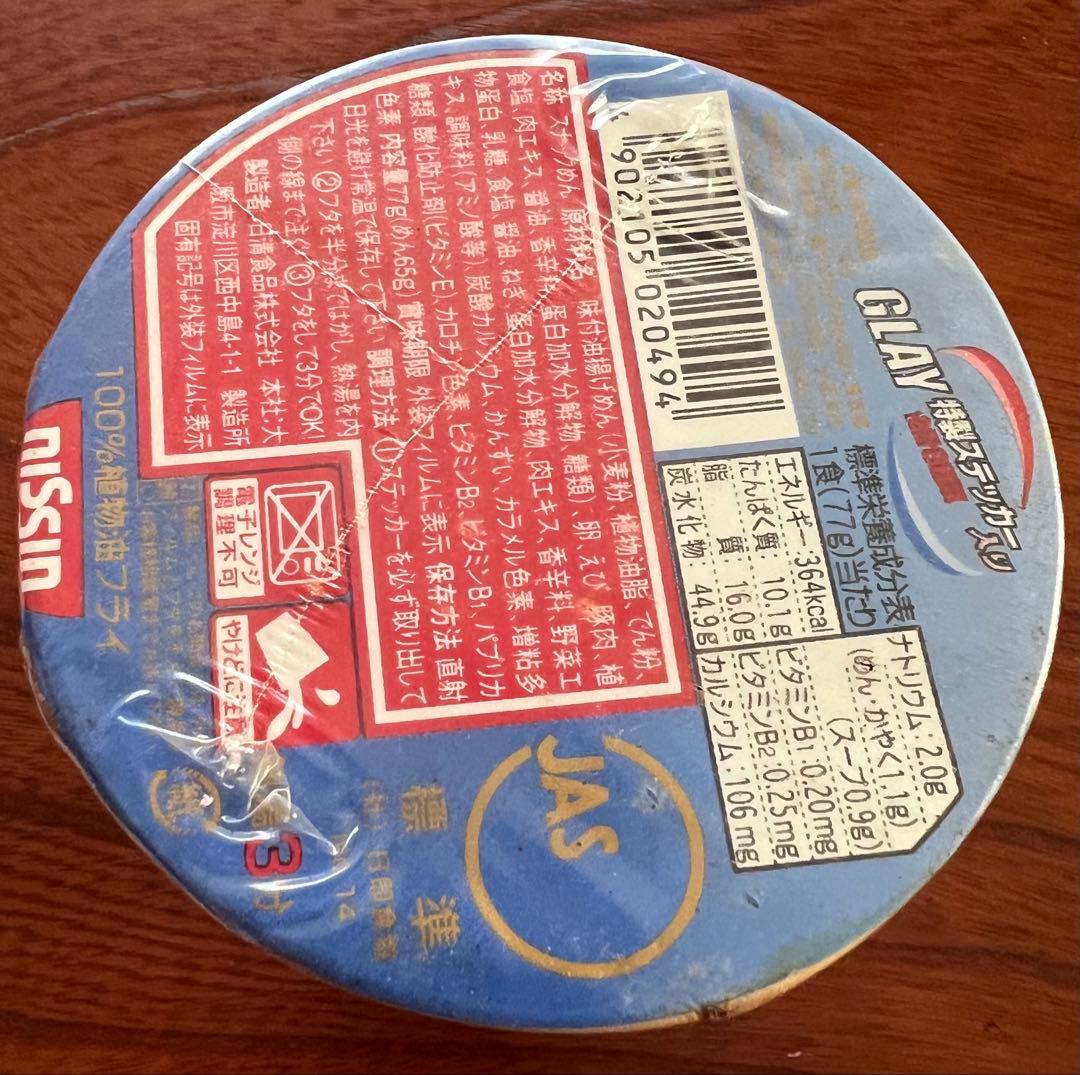 GLAY 特製ステッカー入り
標準栄養成分表
1食(77g)当たり
エネルギー 364kcal
たんぱく質 10.1g
脂質 16.0g
炭水化物 44.9g
ナトリウム 2.0g
(めん・かやく1.1g)
(スープ0.9g)
ビタミンB1 0.20mg
ビタミンB2 0.25mg
カルシウム 106mg
902105 020494
名称 スナックめん 原材料名 味付油揚げめん(小麦粉、植物油脂、でん粉、
食塩、肉エキス、醤油、香辛料、蛋白加水分解物、糖類)、卵、えび、豚肉、植
物蛋白、乳糖、食塩、醤油、ねぎ、蛋白加水分解物、肉エキス、香辛料、野菜エ
キス、調味料(アミノ酸等)、炭酸カルシウム、かんすい、カラメル色素、増粘多
糖類、酸化防止剤(ビタミンE)、カロチノイド色素、ビタミンB2、ビタミンB1、パプリカ
色素 内容量77g(めん65g) 賞味期限 外装フィルムに表示 保存方法 直射
日光を避け常温で保存して下さい 調理方法 ①ステッカーを必ず取り出して
下さい ②フタを半分まではがし、熱湯を内
側の線まで注ぐ ③フタをして3分でOK!
製造者 日清食品株式会社 本社:大
阪市淀川区西中島4-1-1 製造所
固有記号は外装フィルムに表示
電子レンジ
調理不可
やけどに注意
JAS
標準
14
3分
100%植物油フライ
NISSIN